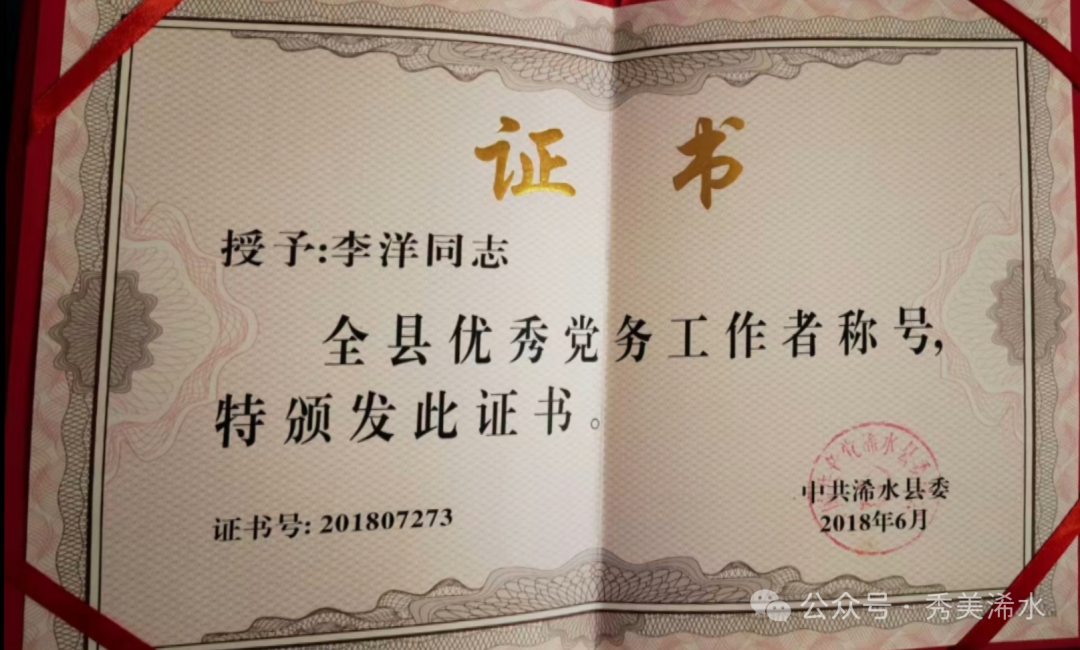 证书
授予:李洋同志
全县优秀党务工作者称号,
特颁发此证书。
中共浠水县委
证书号: 201807273
2018年6月
公众号·秀美浠水